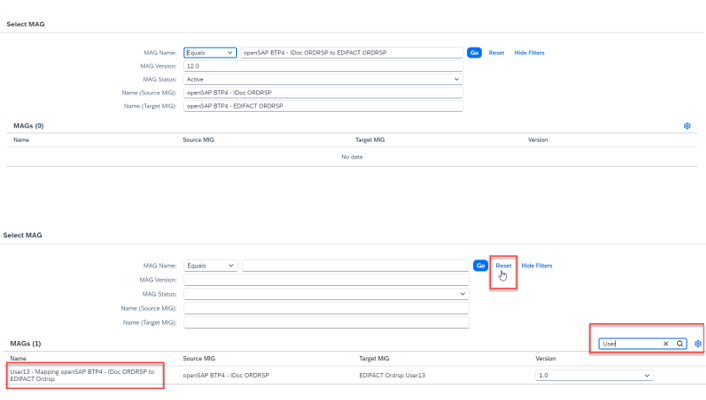 Select MAG
MAG Name: Equals openSAP BTP4 - IDoc ORDRSP to EDIFACT ORDRSP Go Reset Hide Filters
MAG Version: 12.0
MAG Status: Active
Name (Source MIG): openSAP BTP4 - IDoc ORDRSP
Name (Target MIG): openSAP BTP4 - EDIFACT ORDRSP
MAGs (0)
Name Source MIG Target MIG Version
No data
Select MAG
MAG Name: Equals Go Reset Hide Filters
MAG Version:
MAG Status:
Name (Source MIG):
Name (Target MIG):
MAGs (1) User
Name Source MIG Target MIG Version
User13 - Mapping openSAP BTP4 - IDoc ORDRSP to
EDIFACT Ordrsp
openSAP BTP4 - IDoc ORDRSP EDIFACT Ordrsp User13 1.0